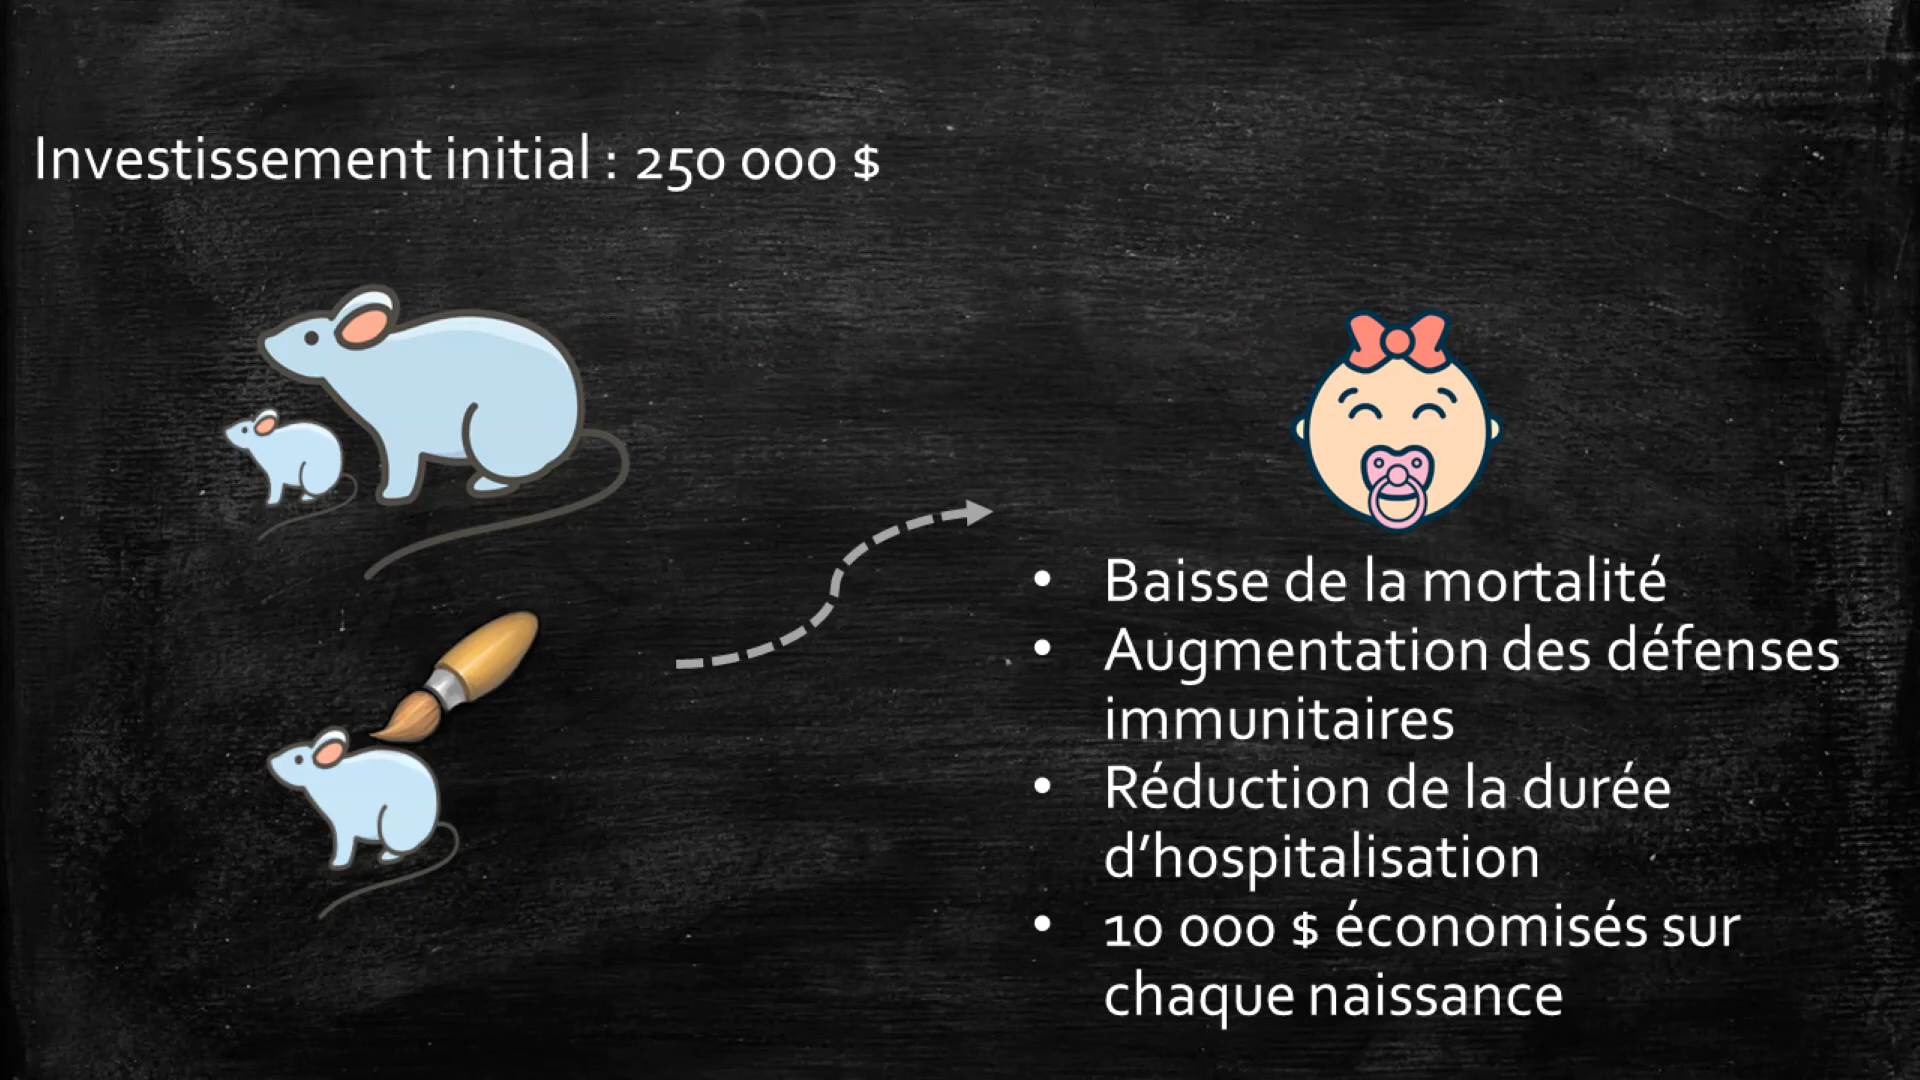 Investissement initial : 250 000 $
• Baisse de la mortalité
• Augmentation des défenses
immunitaires
• Réduction de la durée
d’hospitalisation
• 10 000 $ économisés sur
chaque naissance